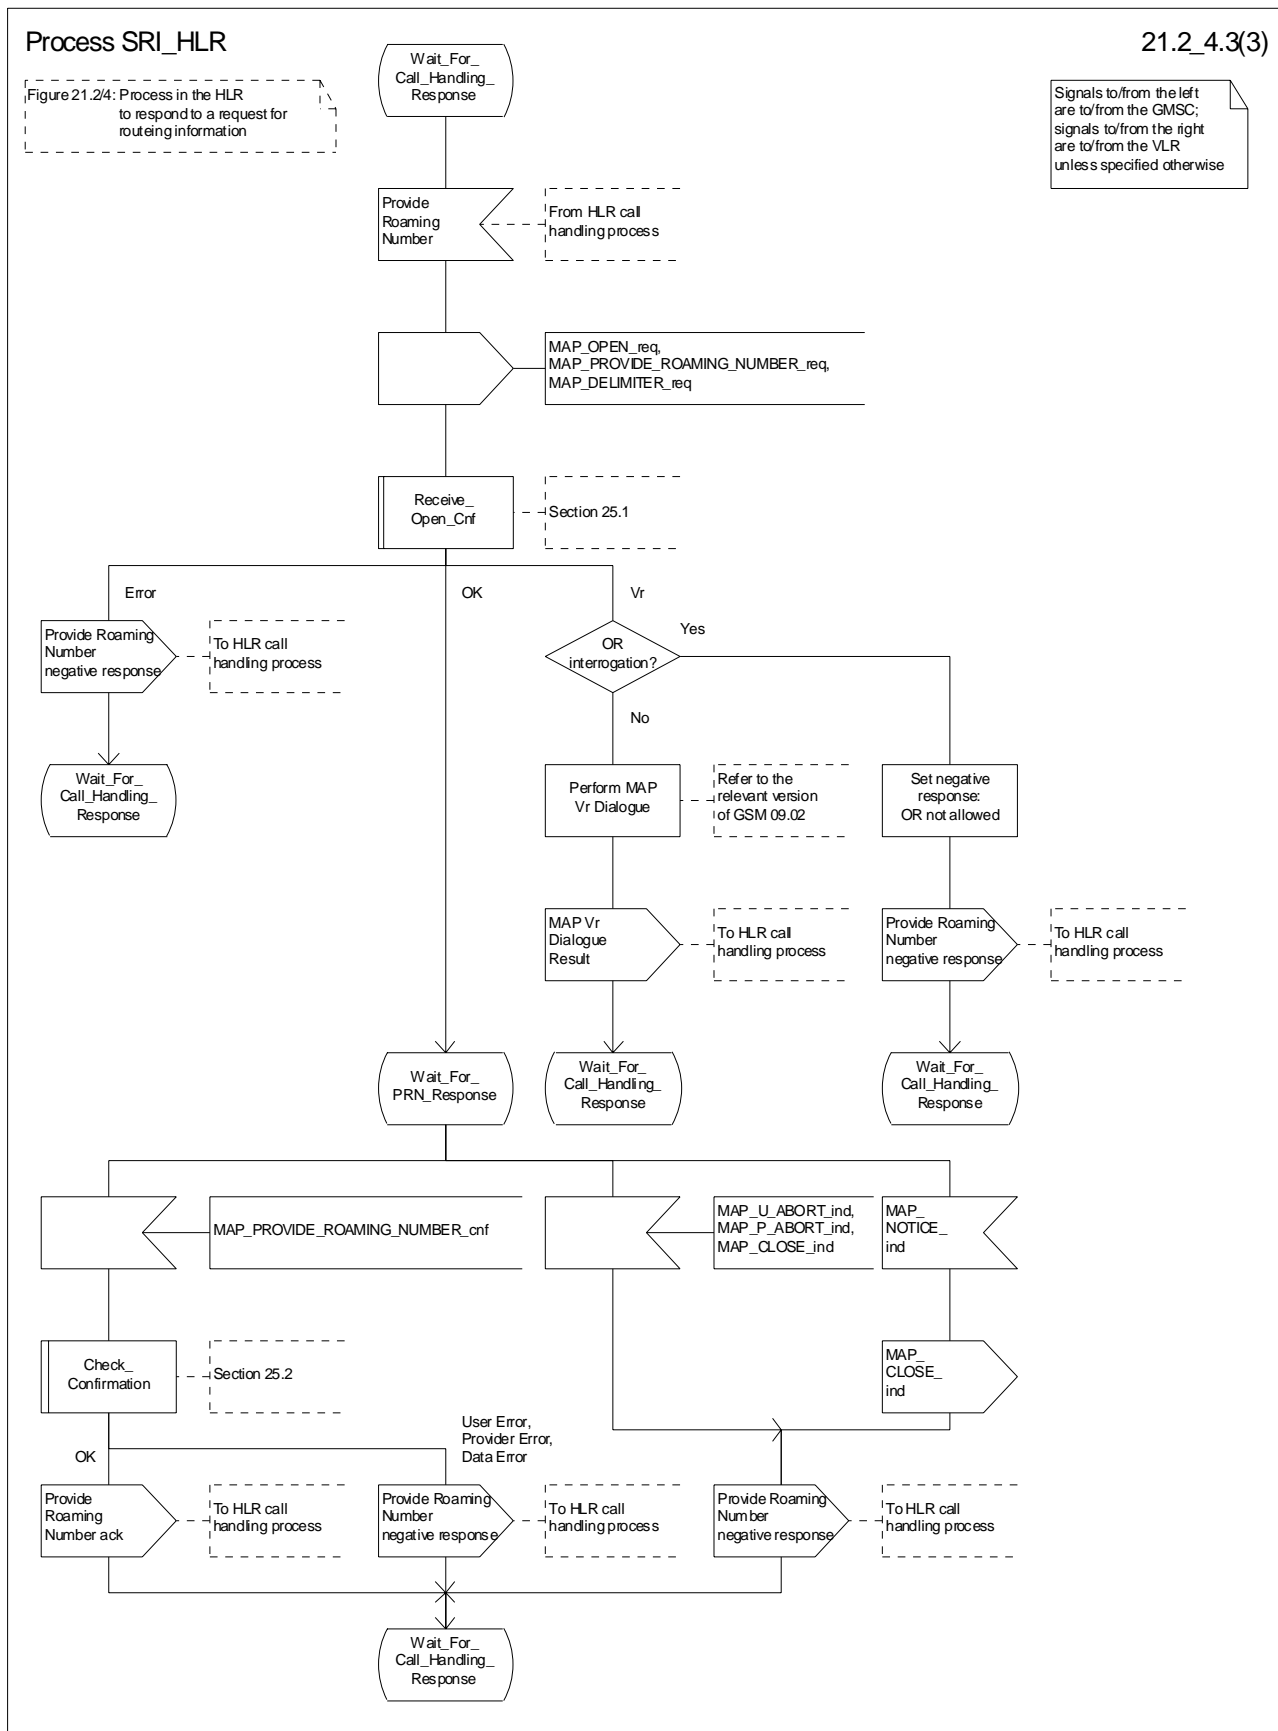 Process SRI_HLR
21.2_4.3(3)
Figure 21.2/4: Process in the HLR
to respond to a request for
routeing information
Signals to/from the left
are to/from the GMSC;
signals to/from the right
are to/from the VLR
unless specified otherwise
Wait_For_
Call_Handling_
Response
Provide
Roaming
Number
From HLR call
handling process
MAP_OPEN_req,
MAP_PROVIDE_ROAMING_NUMBER_req,
MAP_DELIMITER_req
Receive_
Open_Cnf
Section 25.1
Error
OK
Vr
Provide Roaming
Number
negative response
To HLR call
handling process
OR
interrogation?
Yes
No
Wait_For_
Call_Handling_
Response
Perform MAP
Vr Dialogue
Refer to the
relevant version
of GSM 09.02
Set negative
response:
OR not allowed
MAP Vr
Dialogue
Result
To HLR call
handling process
Provide Roaming
Number
negative response
To HLR call
handling process
Wait_For_
PRN_Response
Wait_For_
Call_Handling_
Response
Wait_For_
Call_Handling_
Response
MAP_PROVIDE_ROAMING_NUMBER_cnf
MAP_U_ABORT_ind,
MAP_P_ABORT_ind,
MAP_CLOSE_ind
MAP_
NOTICE_
ind
Check_
Confirmation
Section 25.2
MAP_
CLOSE_
ind
OK
User Error,
Provider Error,
Data Error
Provide
Roaming
Number ack
To HLR call
handling process
Provide Roaming
Number
negative response
To HLR call
handling process
Provide Roaming
Number
negative response
To HLR call
handling process
Wait_For_
Call_Handling_
Response